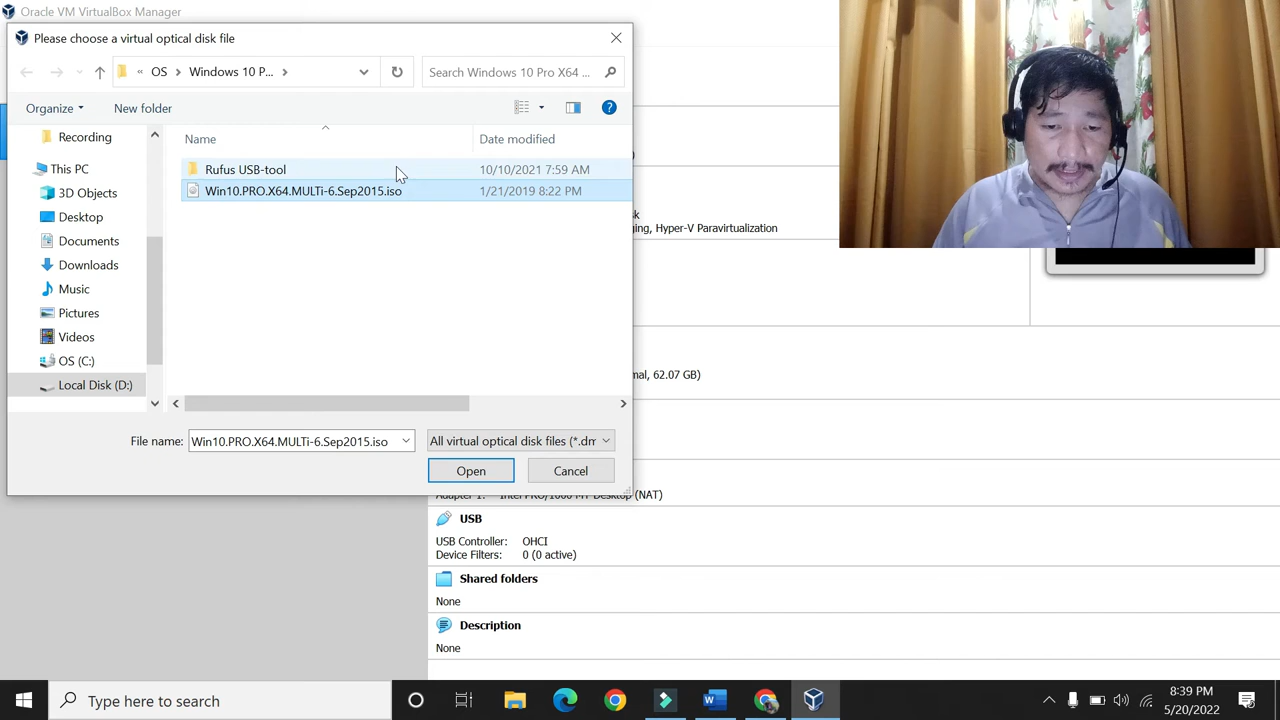 Oracle VM VirtualBox Manager
Please choose a virtual optical disk file
« OS > Windows 10 P... >
Search Windows 10 Pro X64 ...
Organize
New folder
Name
Date modified
Recording
This PC
3D Objects
Desktop
Documents
Downloads
Music
Pictures
Videos
OS (C:)
Local Disk (D:)
Rufus USB-tool
10/10/2021 7:59 AM
Win10.PRO.X64.MULTi-6.Sep2015.iso
1/21/2019 8:22 PM
File name:
Win10.PRO.X64.MULTi-6.Sep2015.iso
All virtual optical disk files (*.dm
Open
Cancel
Hyper-V Paravirtualization
62.07 GB)
Desktop (NAT)
USB
USB Controller: OHCI
Device Filters: 0 (0 active)
Shared folders
None
Description
None
Type here to search
8:39 PM
5/20/2022